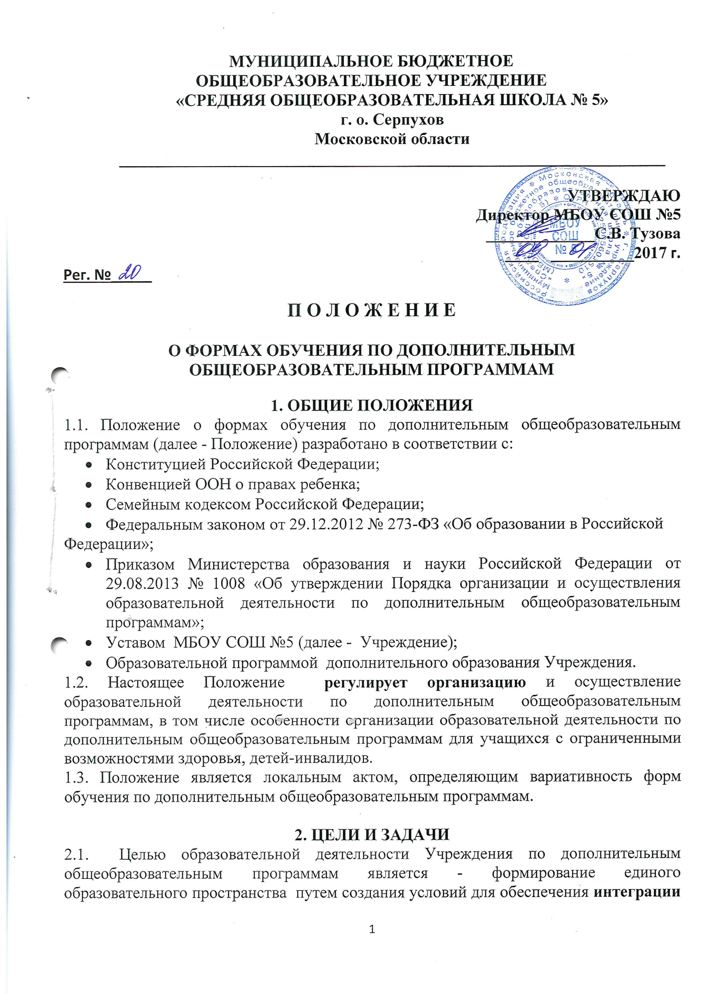 МУНИЦИПАЛЬНОЕ БЮДЖЕТНОЕ
ОБЩЕОБРАЗОВАТЕЛЬНОЕ УЧРЕЖДЕНИЕ
«СРЕДНЯЯ ОБЩЕОБРАЗОВАТЕЛЬНАЯ ШКОЛА № 5»
г. о. Серпухов
Московской области
УТВЕРЖДАЮ
Директор МБОУ СОШ №5
С.В. Тузова
09 01 2017 г.
МБОУ
СОШ
№ 5
Рег. № 20
П О Л О Ж Е Н И Е
О ФОРМАХ ОБУЧЕНИЯ ПО ДОПОЛНИТЕЛЬНЫМ
ОБЩЕОБРАЗОВАТЕЛЬНЫМ ПРОГРАММАМ
1. ОБЩИЕ ПОЛОЖЕНИЯ
1.1. Положение о формах обучения по дополнительным общеобразовательным
программам (далее - Положение) разработано в соответствии с:
• Конституцией Российской Федерации;
• Конвенцией ООН о правах ребенка;
• Семейным кодексом Российской Федерации;
• Федеральным законом от 29.12.2012 № 273-ФЗ «Об образовании в Российской
Федерации»;
• Приказом Министерства образования и науки Российской Федерации от
29.08.2013 № 1008 «Об утверждении Порядка организации и осуществления
образовательной деятельности по дополнительным общеобразовательным
программам»;
• Уставом МБОУ СОШ №5 (далее - Учреждение);
• Образовательной программой дополнительного образования Учреждения.
1.2. Настоящее Положение регулирует организацию и осуществление
образовательной деятельности по дополнительным общеобразовательным
программам, в том числе особенности организации образовательной деятельности по
дополнительным общеобразовательным программам для учащихся с ограниченными
возможностями здоровья, детей-инвалидов.
1.3. Положение является локальным актом, определяющим вариативность форм
обучения по дополнительным общеобразовательным программам.
2. ЦЕЛИ И ЗАДАЧИ
2.1. Целью образовательной деятельности Учреждения по дополнительным
общеобразовательным программам является - формирование единого
образовательного пространства путем создания условий для обеспечения интеграции
1